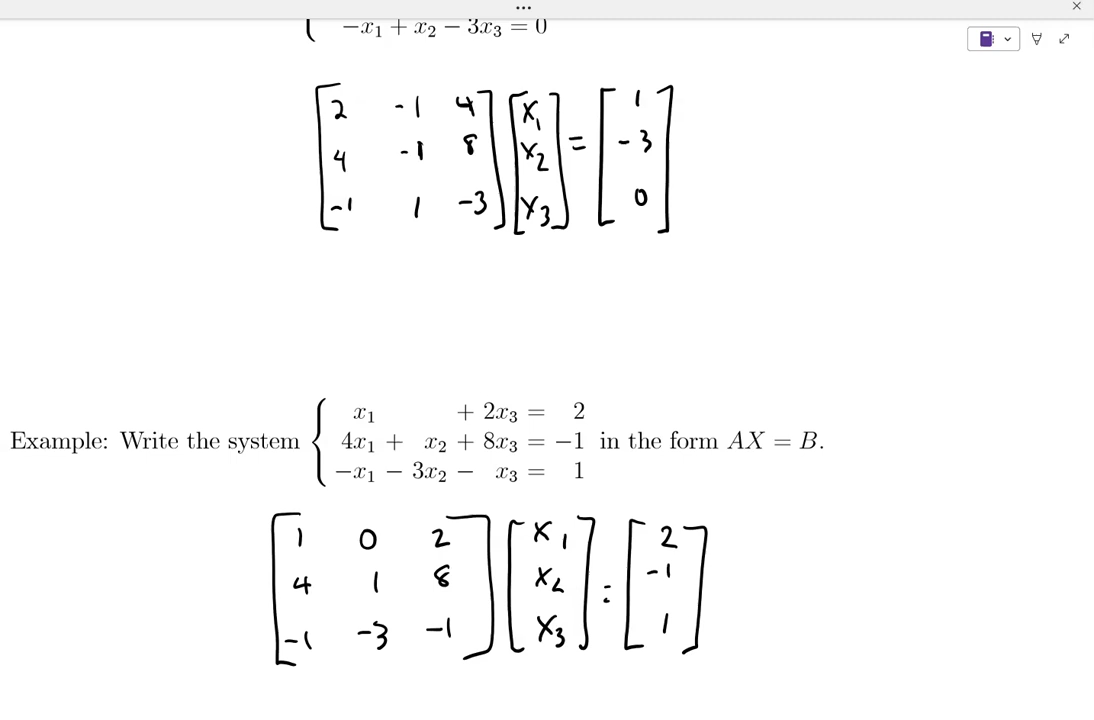 −x₁ + x₂ − 3x₃ = 0
[2 -1 4] [x₁] = [1]
[4 -1 8] [x₂] [-3]
[-1 1 -3] [x₃] [0]
x₁ + 2x₃ = 2
Example: Write the system { 4x₁ + x₂ + 8x₃ = −1 in the form AX = B.
−x₁ − 3x₂ − x₃ = 1
[1 0 2] [x₁] = [2]
[4 1 8] [x₂] [-1]
[-1 -3 -1] [x₃] [1]